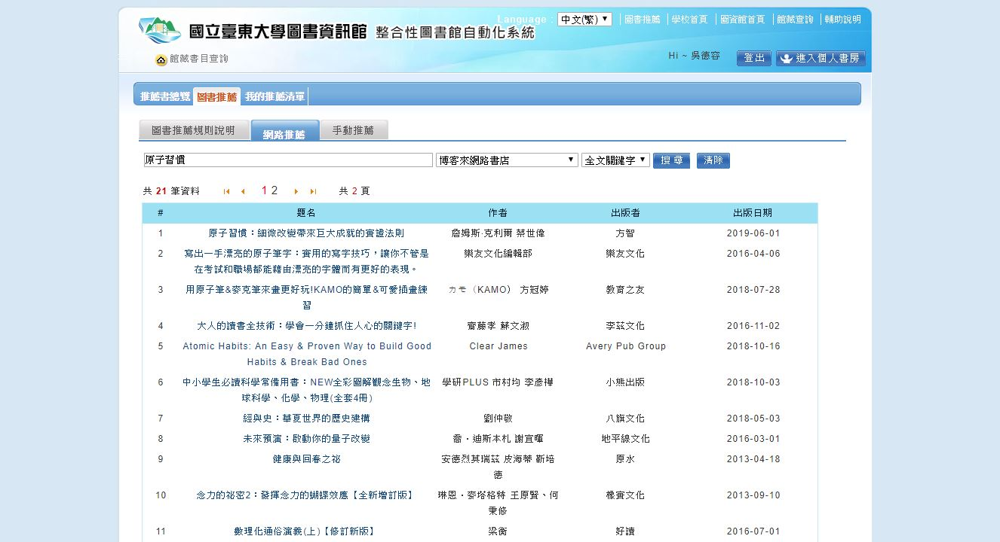 Language : 中文(繁) 圖書推薦 學校首頁 圖資館首頁 館藏查詢 輔助說明
國立臺東大學圖書資訊館 整合性圖書館自動化系統
館藏書目查詢 Hi ~ 吳德容 登出 進入個人書房
推薦書總覽 圖書推薦 我的推薦清單
圖書推薦規則說明 網路推薦 手動推薦
原子習慣 博客來網路書店 全文關鍵字 搜 尋 清除
共 21 筆資料 1 2 共 2 頁
# 題名 作者 出版者 出版日期
1 原子習慣：細微改變帶來巨大成就的實證法則 詹姆斯‧克利爾 蔡世偉 方智 2019-06-01
2 寫出一手漂亮的原子筆字：實用的寫字技巧，讓你不管是 樂友文化編輯部 樂友文化 2016-04-06
在考試和職場都能藉由漂亮的字體而有更好的表現。
3 用原子筆&麥克筆來畫更好玩!KAMO的簡單&可愛插畫練 カモ（KAMO） 方冠婷 教育之友 2018-07-28
習
4 大人的讀書全技術：學會一分鐘抓住人心的關鍵字! 齋藤孝 蘇文淑 李茲文化 2016-11-02
5 Atomic Habits: An Easy & Proven Way to Build Good Clear James Avery Pub Group 2018-10-16
Habits & Break Bad Ones
6 中小學生必讀科學常備用書：NEW全彩圖解觀念生物、地 學研PLUS 市村均 李彥樺 小熊出版 2018-10-03
球科學、化學、物理(全套4冊)
7 經與史：華夏世界的歷史建構 劉仲敬 八旗文化 2018-05-03
8 未來預演：啟動你的量子改變 喬‧迪斯本札 謝宜暉 地平線文化 2016-03-01
9 健康與回春之祕 安德烈其瑞茲 皮海蒂 靳培 原水 2013-04-18
德
10 念力的祕密2：發揮念力的蝴蝶效應【全新增訂版】 琳恩‧麥塔格特 王原賢、何 橡實文化 2013-09-10
秉修
11 數理化通俗演義(上)【修訂新版】 梁衡 好讀 2016-07-01